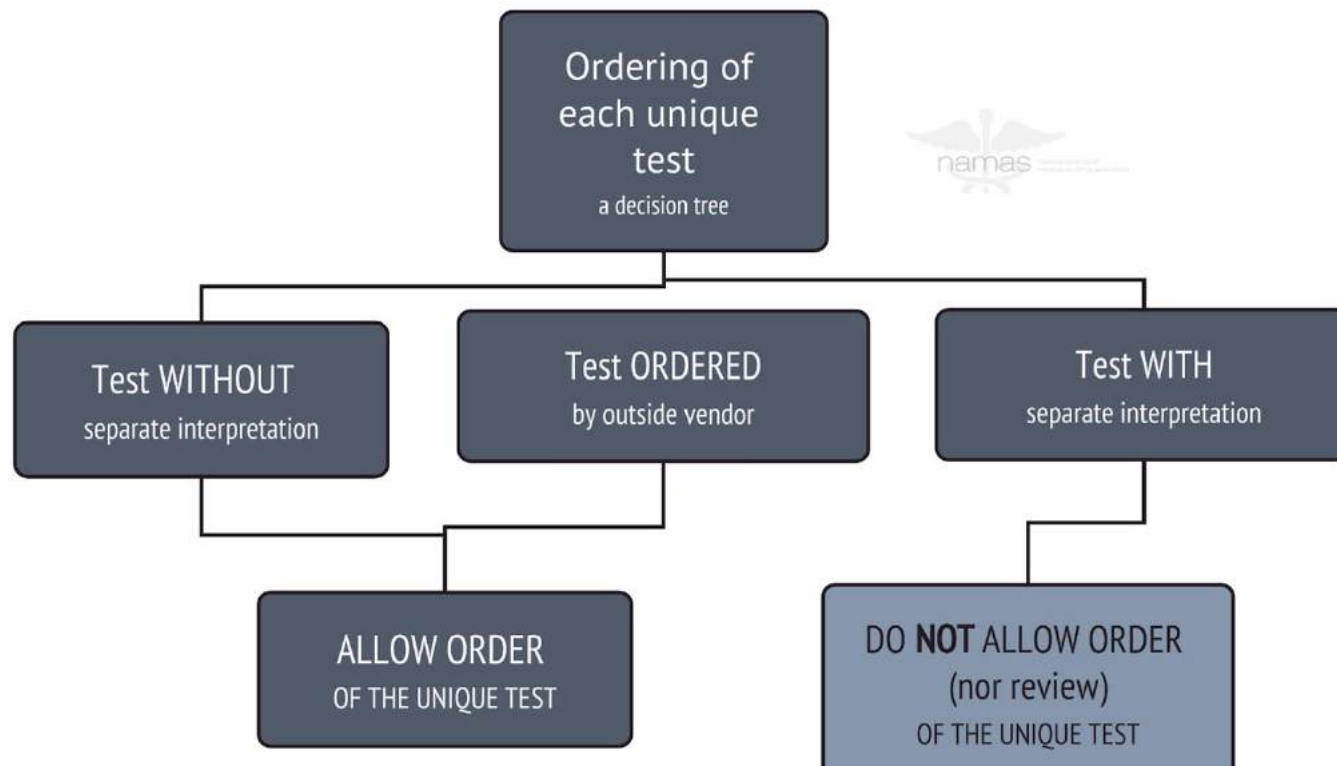 Ordering of
each unique
test
a decision tree
namas
Test WITHOUT
separate interpretation
Test ORDERED
by outside vendor
Test WITH
separate interpretation
ALLOW ORDER
OF THE UNIQUE TEST
DO NOT ALLOW ORDER
(nor review)
OF THE UNIQUE TEST